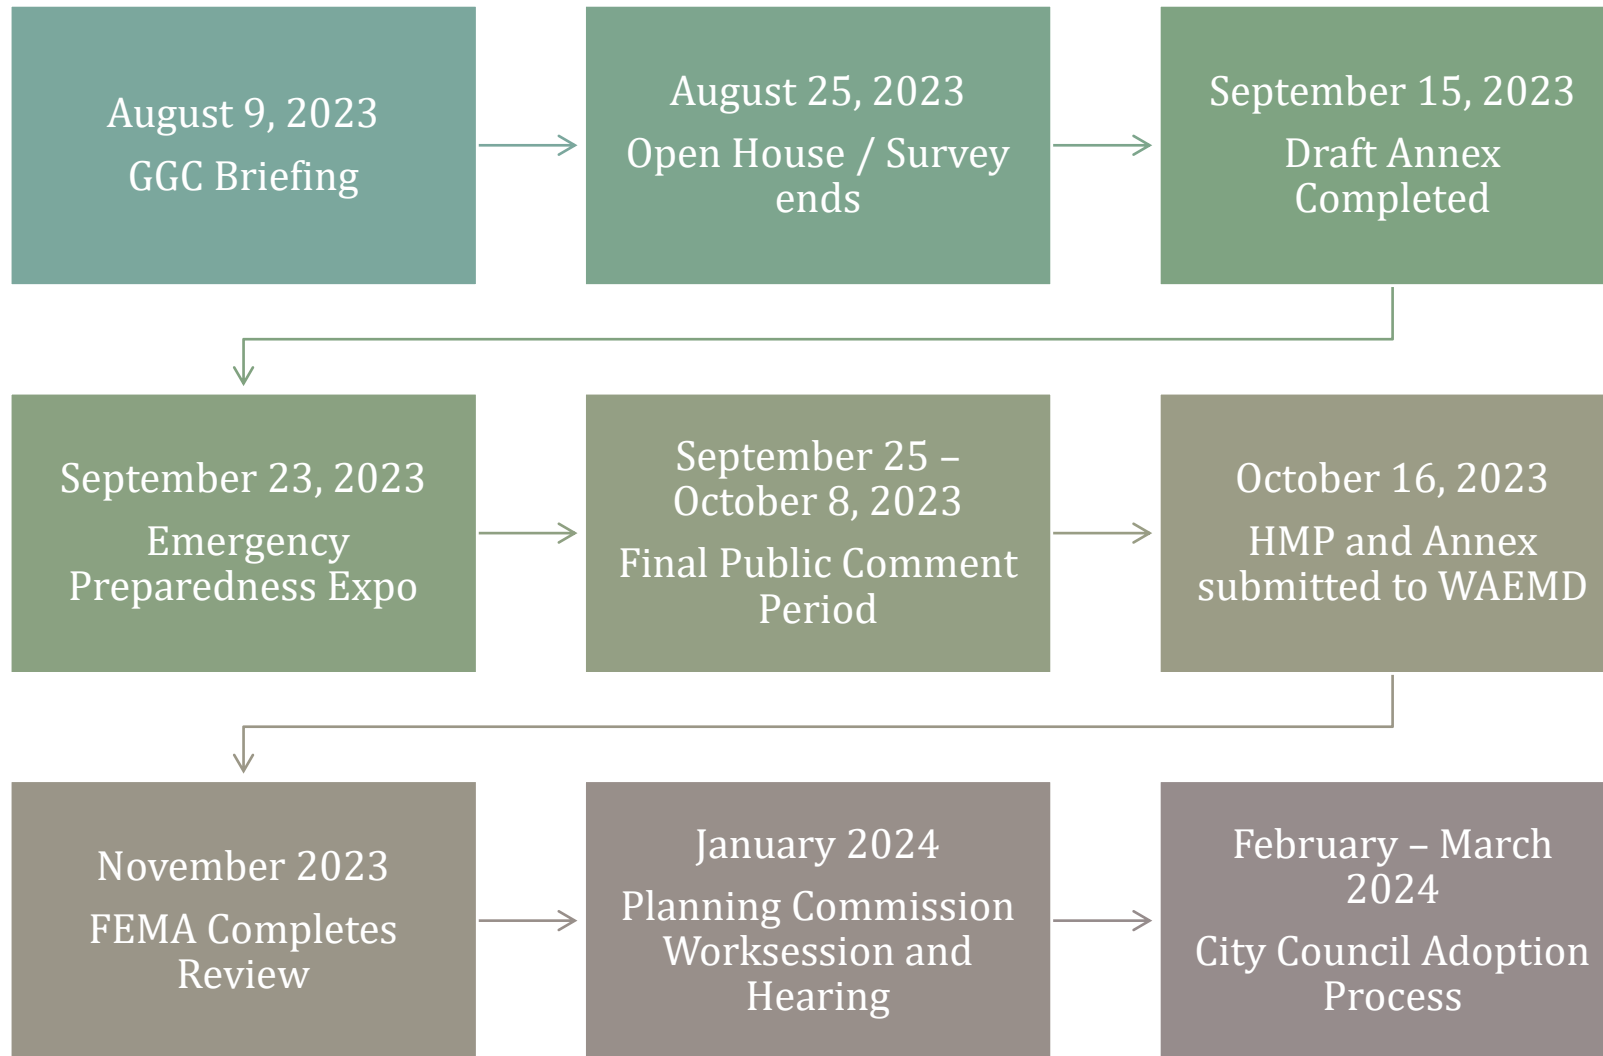 August 9, 2023
GGC Briefing
August 25, 2023
Open House / Survey
ends
September 15, 2023
Draft Annex
Completed
September 23, 2023
Emergency
Preparedness Expo
September 25 –
October 8, 2023
Final Public Comment
Period
October 16, 2023
HMP and Annex
submitted to WAEMD
November 2023
FEMA Completes
Review
January 2024
Planning Commission
Worksession and
Hearing
February – March
2024
City Council Adoption
Process